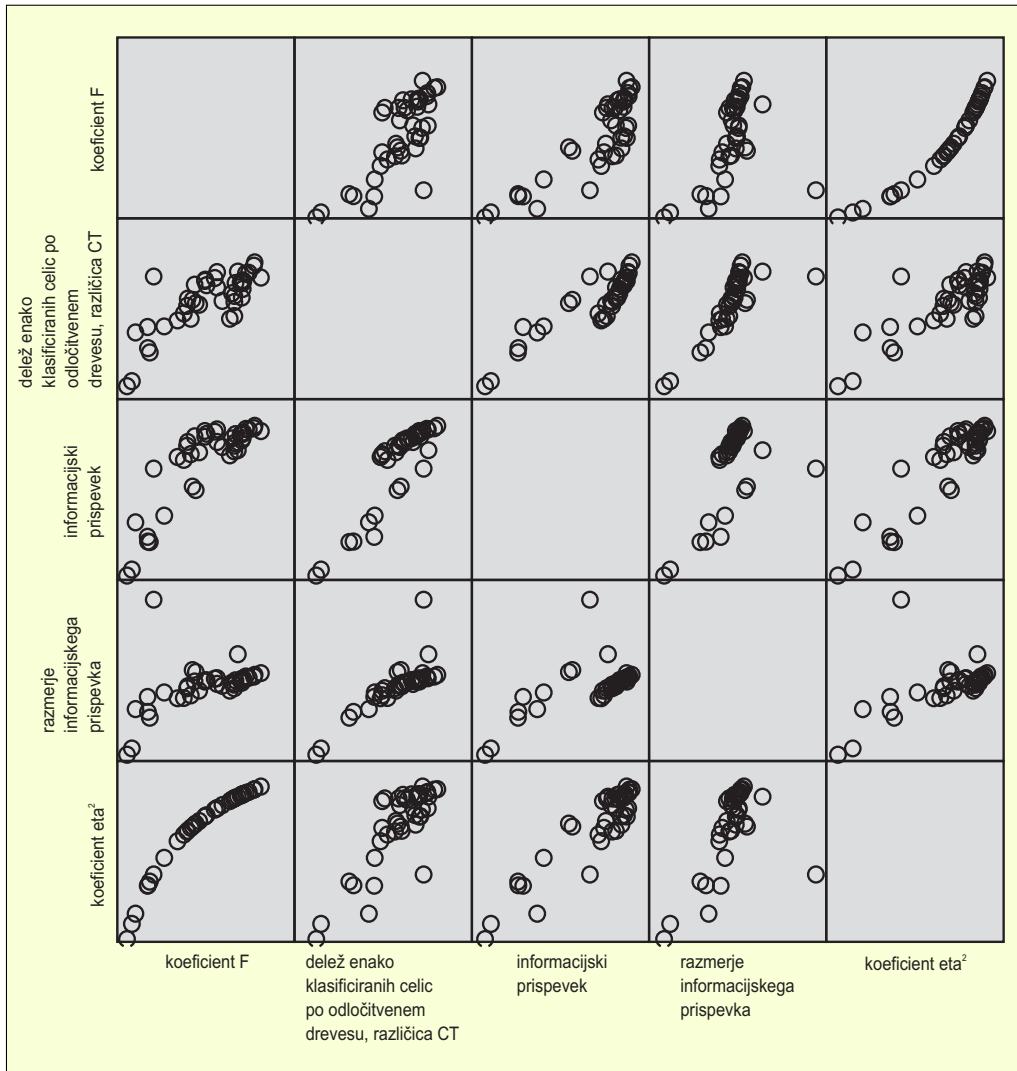 koeficient F
delež enako
klasificiranih celic po
odločitvenem
drevesu, različica CT
informacijski
prispevek
razmerje
informacijskega
prispevka
koeficient eta²
koeficient F
delež enako
klasificiranih celic
po odločitvenem
drevesu, različica CT
informacijski
prispevek
razmerje
informacijskega
prispevka
koeficient eta²